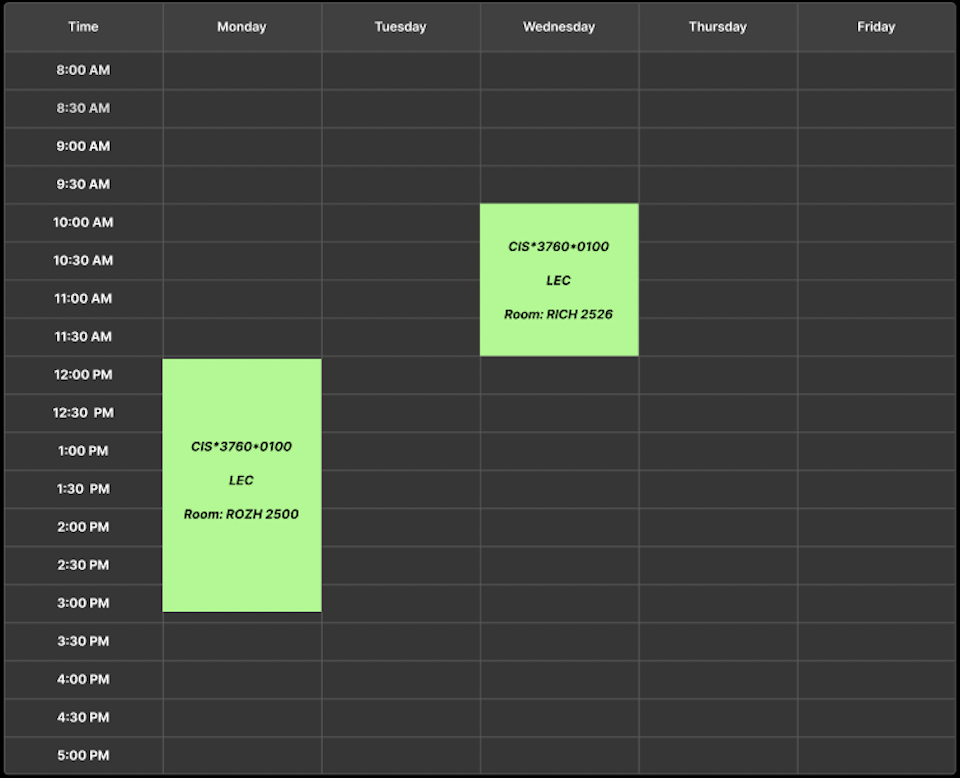 Time Monday Tuesday Wednesday Thursday Friday
8:00 AM
8:30 AM
9:00 AM
9:30 AM
10:00 AM
CIS*3760*0100
10:30 AM
LEC
11:00 AM
Room: RICH 2526
11:30 AM
12:00 PM
12:30 PM
CIS*3760*0100
1:00 PM
LEC
1:30 PM
Room: ROZH 2500
2:00 PM
2:30 PM
3:00 PM
3:30 PM
4:00 PM
4:30 PM
5:00 PM